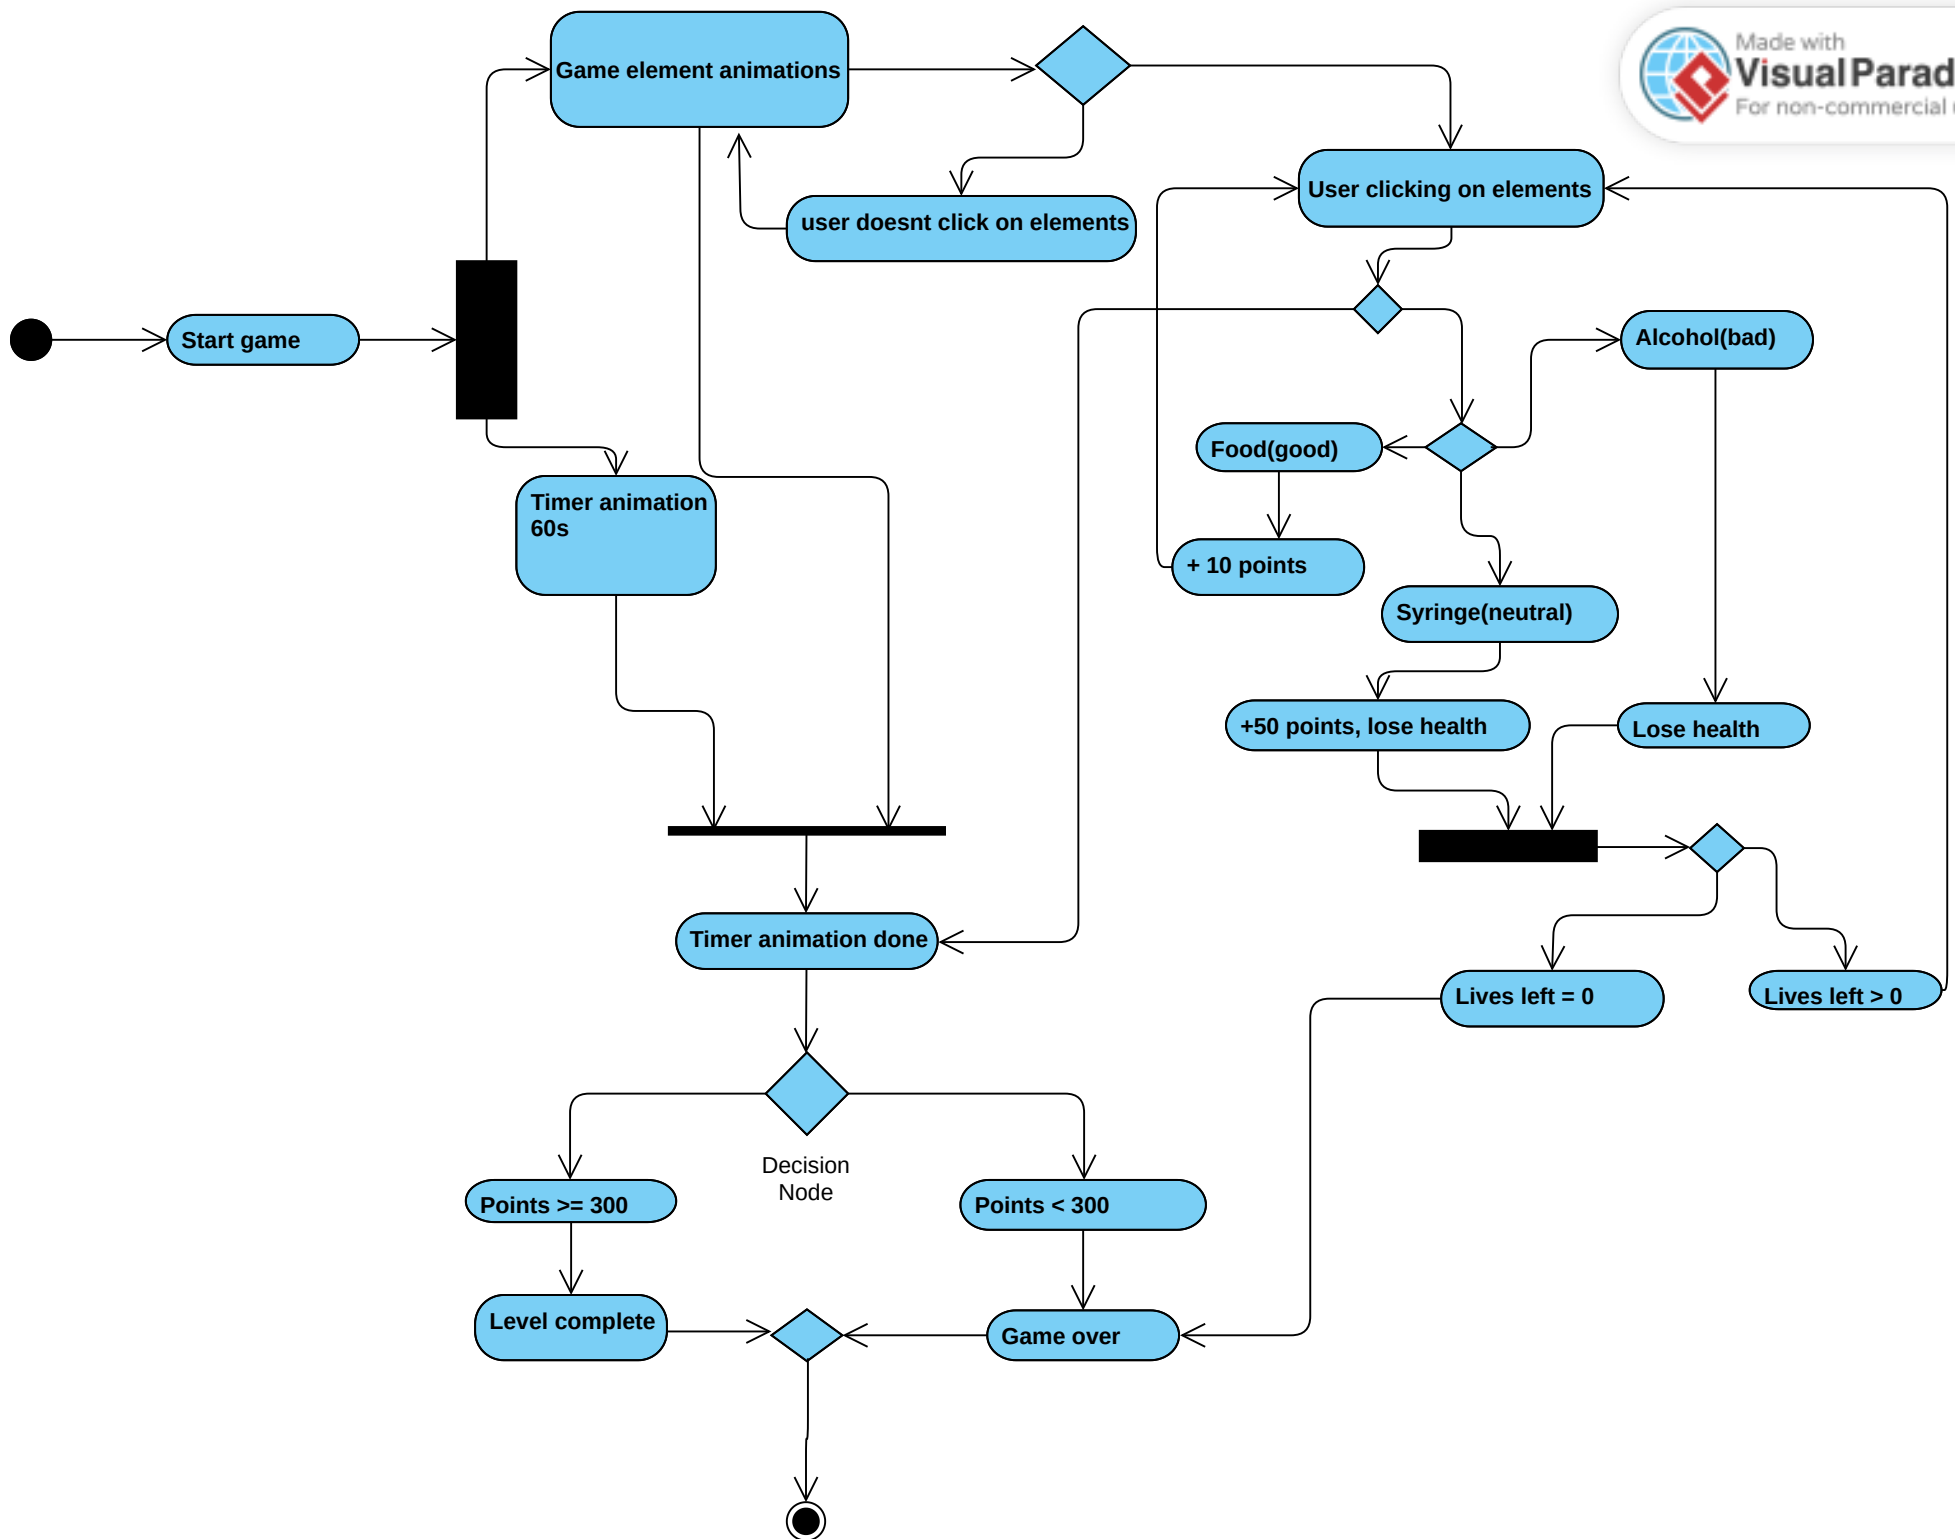 Made with
Visual Parad
For non-commercial
Game element animations
user doesnt click on elements
User clicking on elements
Start game
Alcohol(bad)
Food(good)
Timer animation
60s
+ 10 points
Syringe(neutral)
+50 points, lose health
Lose health
Timer animation done
Lives left = 0
Lives left > 0
Decision
Node
Points >= 300
Points < 300
Level complete
Game over